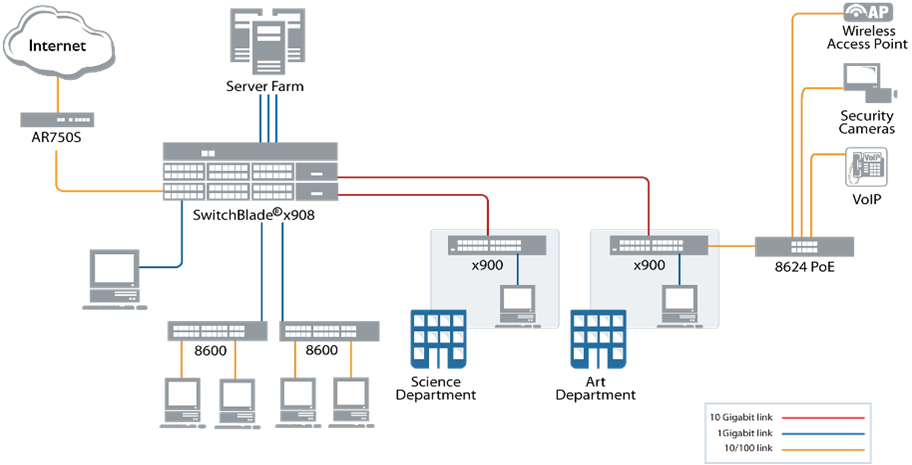 Internet
AR750S
Server Farm
SwitchBlade®x908
AP
Wireless
Access Point
Security
Cameras
VoIP
VoIP
x900
x900
8624 PoE
8600
8600
Science
Department
Art
Department
10 Gigabit link
1Gigabit link
10/100 link